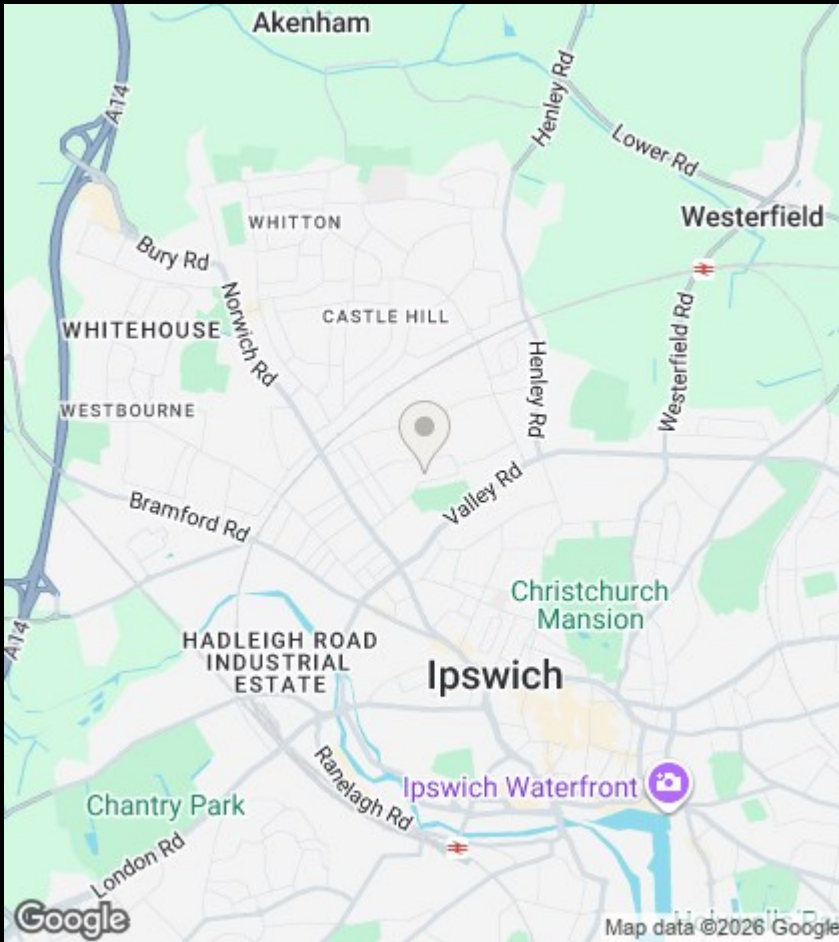 Akenham
A14
Henley Rd
Lower Rd
WHITTON
Westerfield
Bury Rd
Norwich Rd
CASTLE HILL
WHITEHOUSE
Westerfield Rd
Henley Rd
WESTBOURNE
Valley Rd
Bramford Rd
Christchurch
Mansion
A14
HADLEIGH ROAD
INDUSTRIAL
ESTATE
Ipswich
Ranelagh Rd
Ipswich Waterfront
Chantry Park
London Rd
Google
Map data ©2026 Google